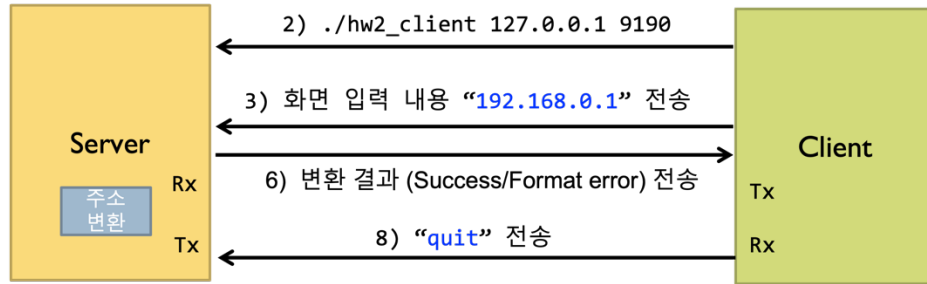 2) ./hw2_client 127.0.0.1 9190
3) 화면 입력 내용 “192.168.0.1” 전송
Server
Client
6) 변환 결과 (Success/Format error) 전송
Rx
Tx
주소
변환
8) “quit” 전송
Tx
Rx